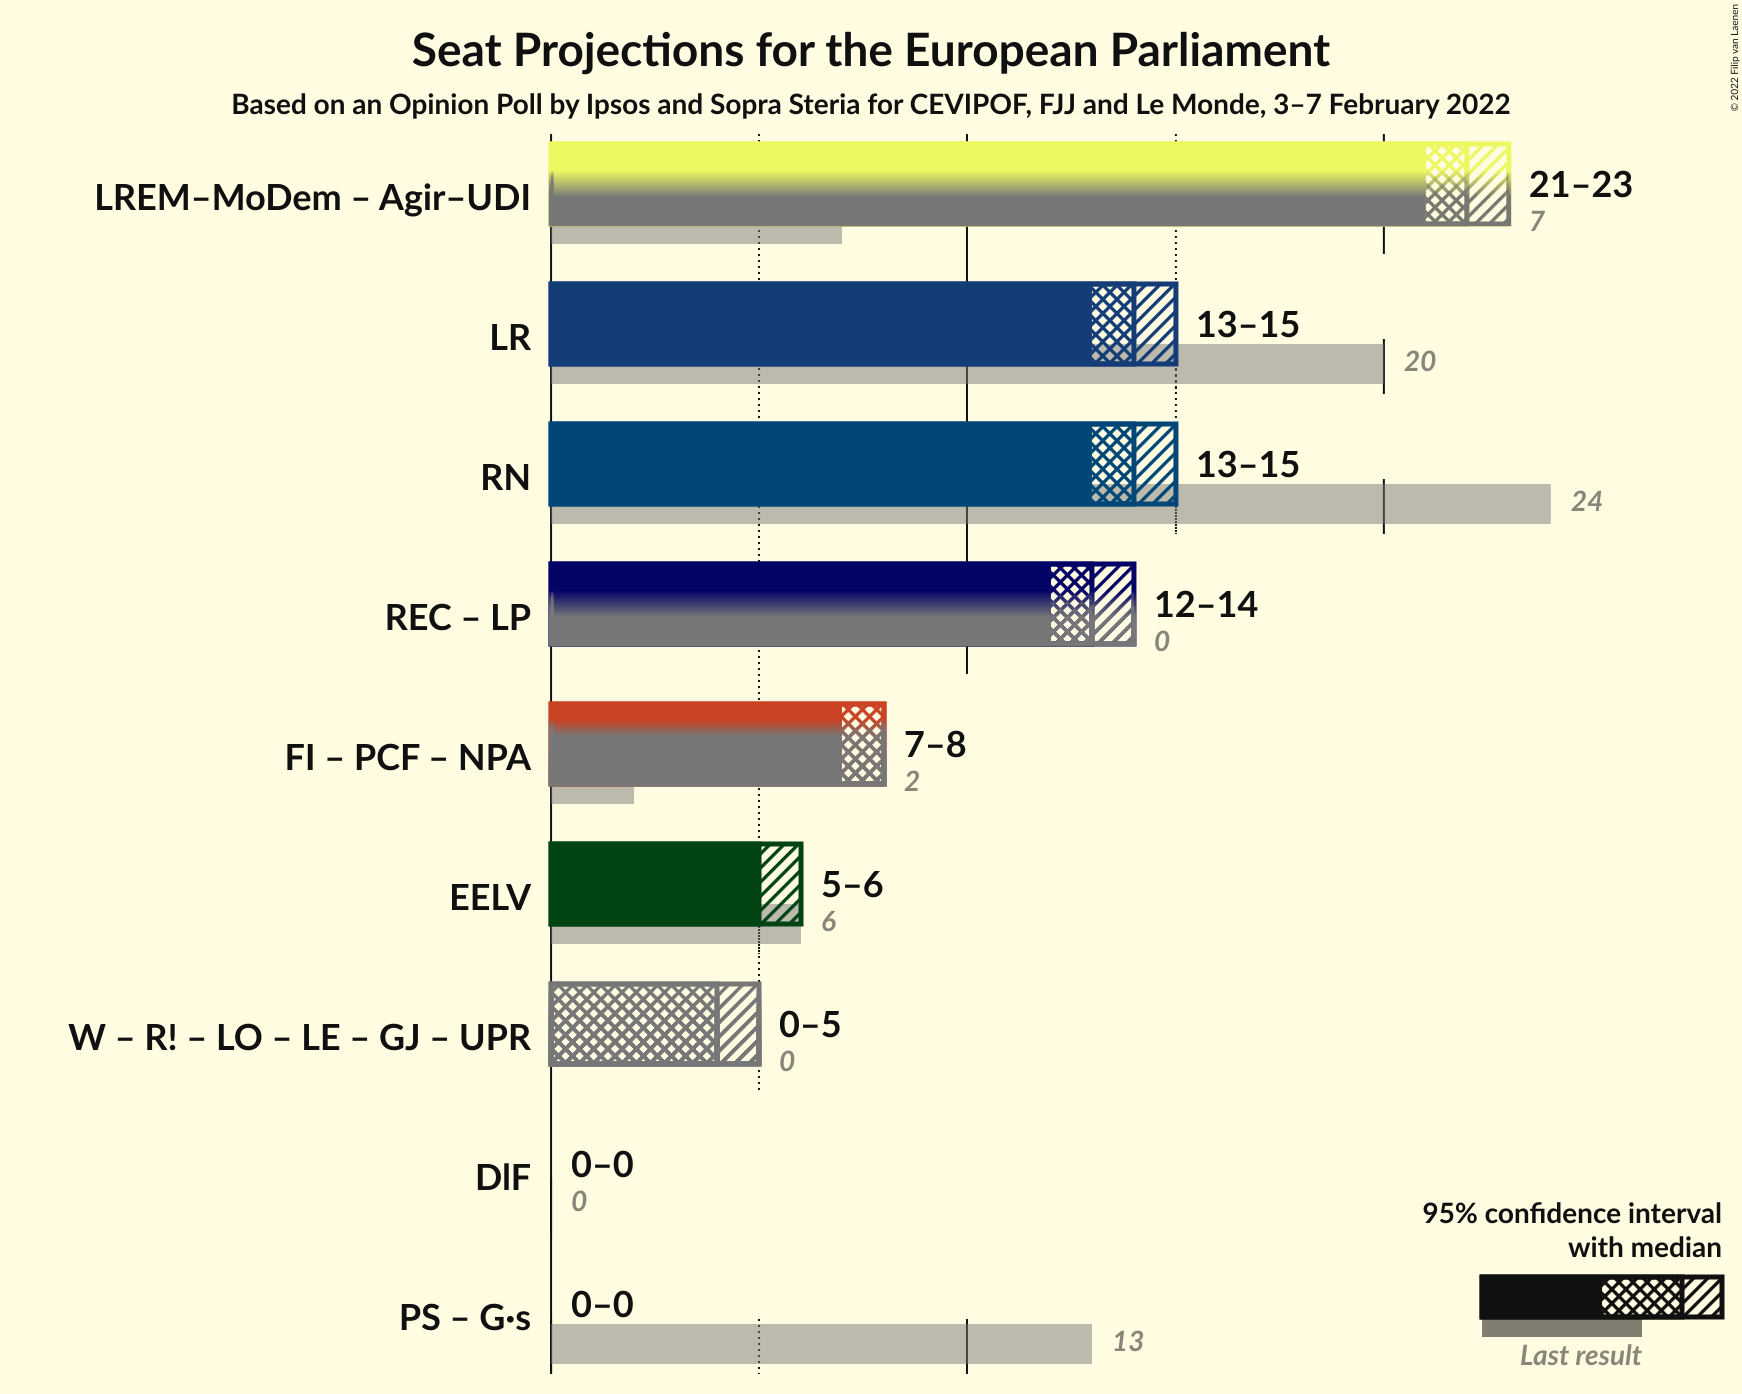 Seat Projections for the European Parliament
Based on an Opinion Poll by Ipsos and Sopra Steria for CEVIPOF, FJJ and Le Monde, 3–7 February 2022
© 2022 Filip van Laenen
LREM–MoDem – Agir–UDI
21–23
7
LR
13–15
20
RN
13–15
24
REC – LP
12–14
0
FI – PCF – NPA
7–8
2
EELV
5–6
6
W – R! – LO – LE – GJ – UPR
0–5
0
DlF
0–0
0
PS – G·s
0–0
13
95% confidence interval
with median
Last result